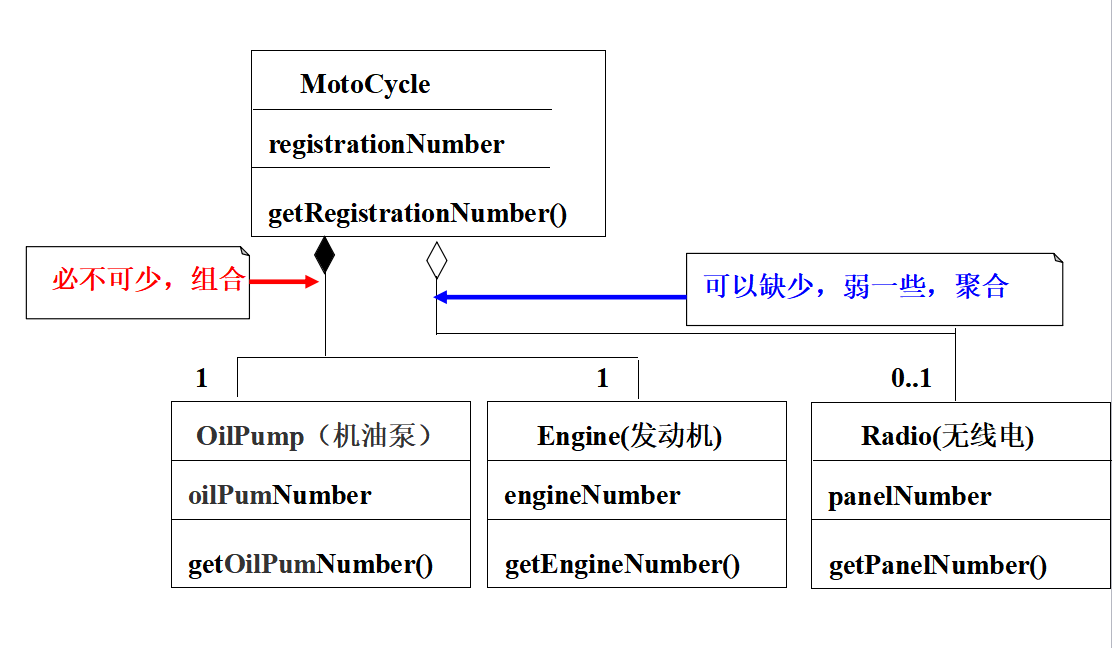 MotoCycle
registrationNumber
getRegistrationNumber()
必不可少，组合
可以缺少，弱一些，聚合
1
1
0..1
OilPump（机油泵）
oilPumNumber
getOilPumNumber()
Engine(发动机)
engineNumber
getEngineNumber()
Radio(无线电)
panelNumber
getPanelNumber()